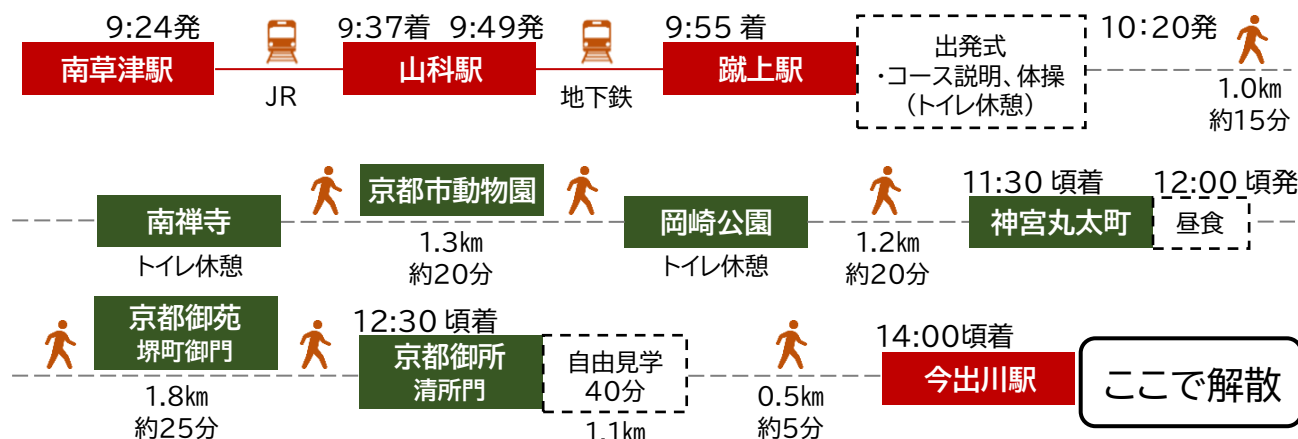 9:24発
9:37着 9:49発
9:55 着
10:20発
南草津駅
山科駅
蹴上駅
出発式
・コース説明、体操
(トイレ休憩)
JR
地下鉄
1.0㎞
約15分
南禅寺
トイレ休憩
京都市動物園
1.3㎞
約20分
岡崎公園
トイレ休憩
1.2㎞
約20分
11:30 頃着
12:00 頃発
神宮丸太町
昼食
京都御苑
堺町御門
1.8㎞
約25分
12:30 頃着
京都御所
清所門
自由見学
40分
1.1㎞
0.5㎞
約5分
14:00頃着
今出川駅
ここで解散